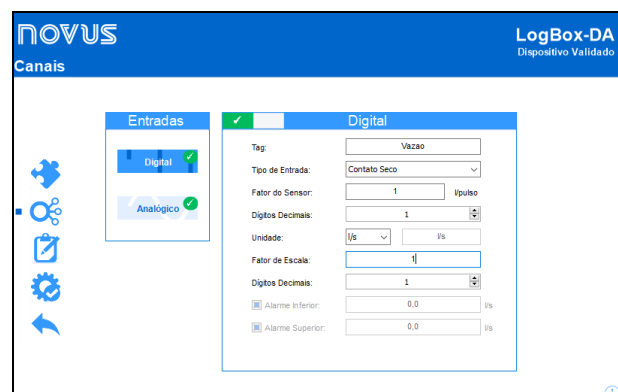 novus
LogBox-DA
Dispositivo Validado
Canais
Entradas
Digital
Analógico
Digital
Tag: Vazao
Tipo de Entrada: Contato Seco
Fator do Sensor: 1 l/pulso
Dígitos Decimais: 1
Unidade: l/s l/s
Fator de Escala: 1
Dígitos Decimais: 1
Alarme Inferior: 0,0 l/s
Alarme Superior: 0,0 l/s